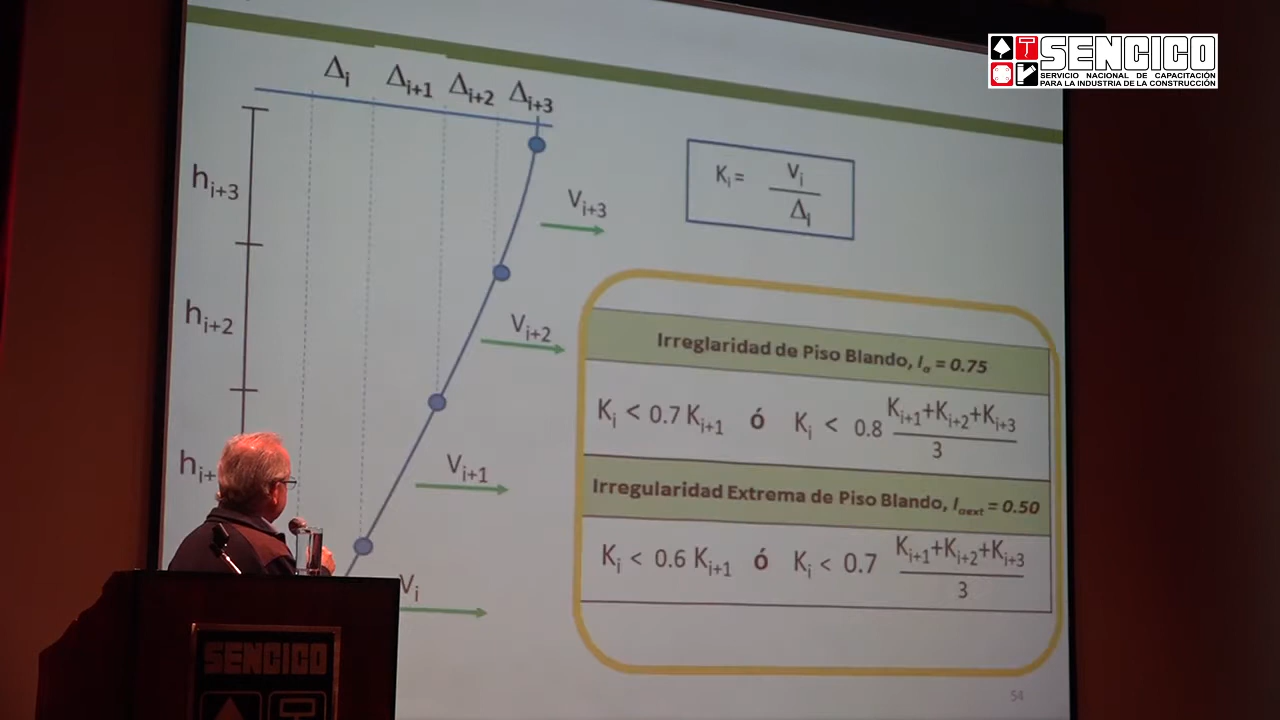 SENCICO
SERVICIO NACIONAL DE CAPACITACIÓN
PARA LA INDUSTRIA DE LA CONSTRUCCIÓN
Δi Δi+1 Δi+2 Δi+3
hi+3
hi+2
hi+
Vi+3
Vi+2
Vi+1
Vi
Ki = Vi / Δi
Irreglaridad de Piso Blando, Ia = 0.75
Ki < 0.7 Ki+1 ó Ki < 0.8 Ki+1+Ki+2+Ki+3 / 3
Irregularidad Extrema de Piso Blando, Iaext = 0.50
Ki < 0.6 Ki+1 ó Ki < 0.7 Ki+1+Ki+2+Ki+3 / 3
54
SENCICO